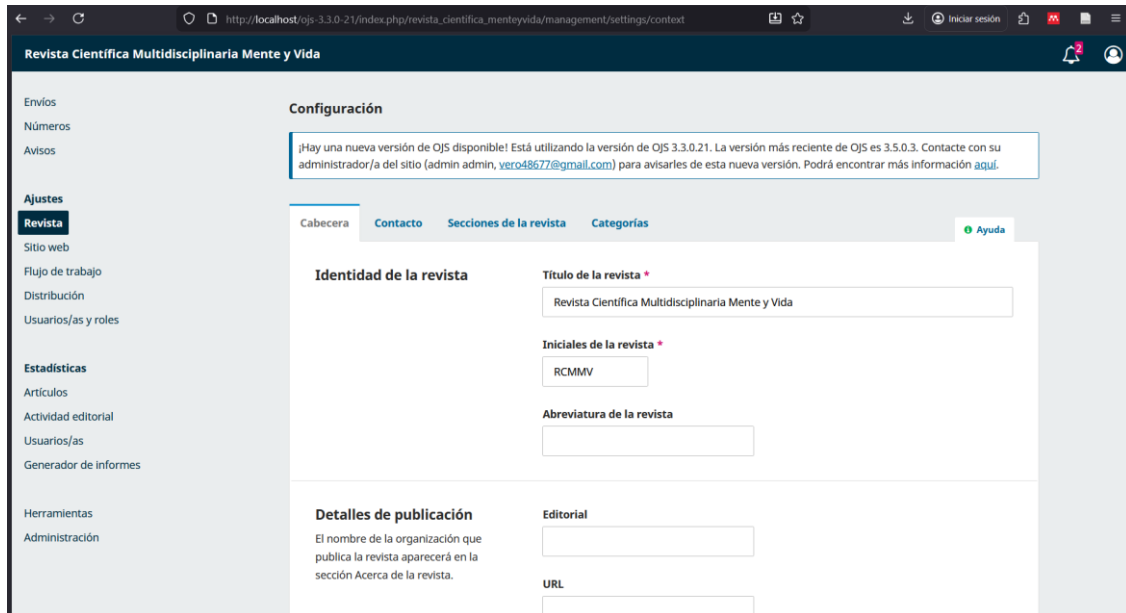 http://localhost/ojs-3.3.0-21/index.php/revista_cientifica_menteyvida/management/settings/context
Iniciar sesión
Revista Científica Multidisciplinaria Mente y Vida
2
Envíos
Números
Avisos
Ajustes
Revista
Sitio web
Flujo de trabajo
Distribución
Usuarios/as y roles
Estadísticas
Artículos
Actividad editorial
Usuarios/as
Generador de informes
Herramientas
Administración
Configuración
¡Hay una nueva versión de OJS disponible! Está utilizando la versión de OJS 3.3.0.21. La versión más reciente de OJS es 3.5.0.3. Contacte con su
administrador/a del sitio (admin admin, vero48677@gmail.com) para avisarles de esta nueva versión. Podrá encontrar más información aquí.
Cabecera Contacto Secciones de la revista Categorías
Ayuda
Identidad de la revista
Título de la revista *
Revista Científica Multidisciplinaria Mente y Vida
Iniciales de la revista *
RCMMV
Abreviatura de la revista
Detalles de publicación
El nombre de la organización que
publica la revista aparecerá en la
sección Acerca de la revista.
Editorial
URL